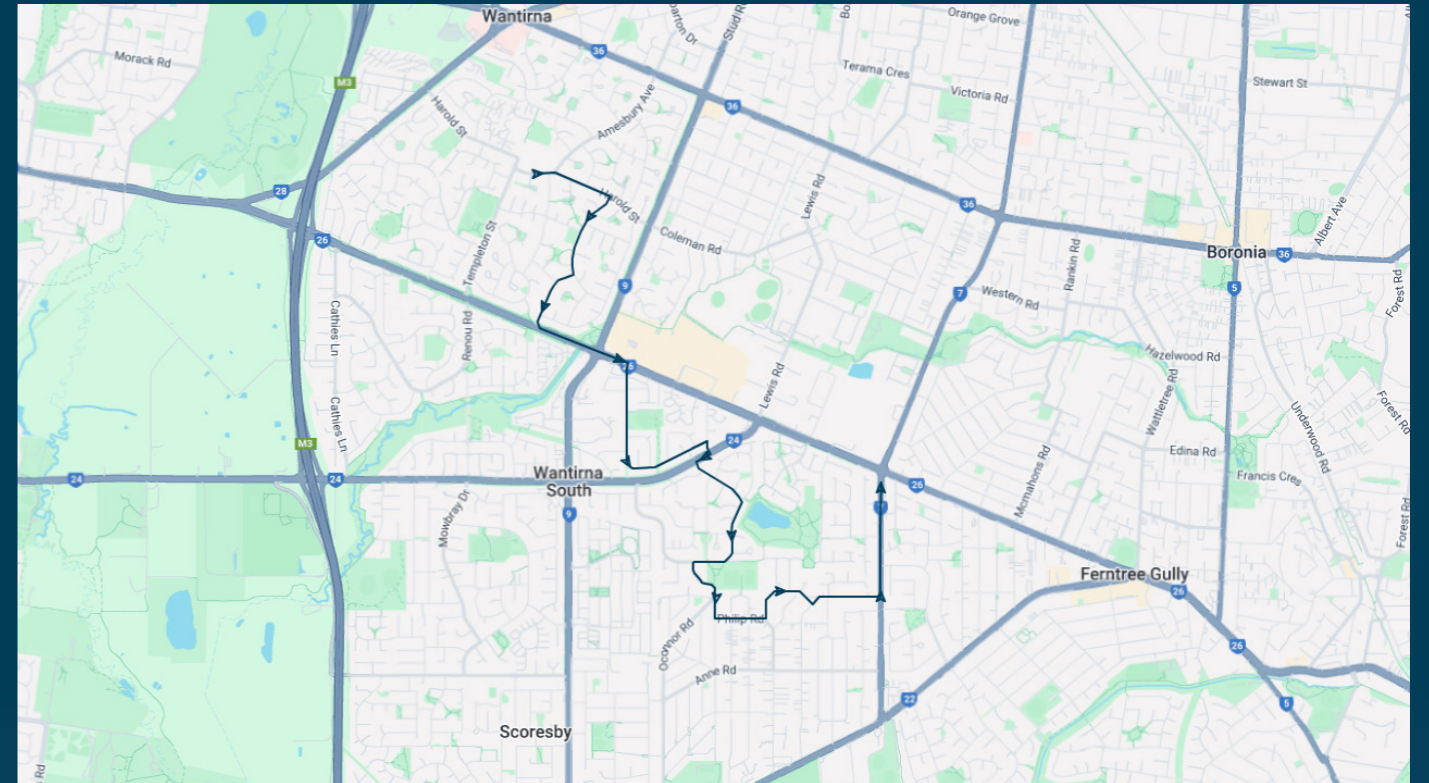 Wantirna
Orange Grove
Morack Rd
36
Stud R
M3
Terama Cres
Stewart St
Victoria Rd
Harold St
Amesbury Ave
36
28
Harold St
Lewis Rd
36
Albert Ave
26
Coleman Rd
Templeton St
Boronia
36
Rankin Rd
Forest Rd
9
7
Western Rd
5
Cathies Ln
Renou Rd
Hazelwood Rd
26
Lewis Rd
Wattletree Rd
Forest Rd
Cathies Ln
Underwood Rd
24
M3
Edina Rd
24
24
Wantirna
South
26
Mcmahons Rd
Francis Cres
Mowbray Dr
9
7
Forest Rd
Ferntree Gully
26
Philip Rd
Oconnor Rd
26
Anne Rd
22
5
Scoresby
Rd